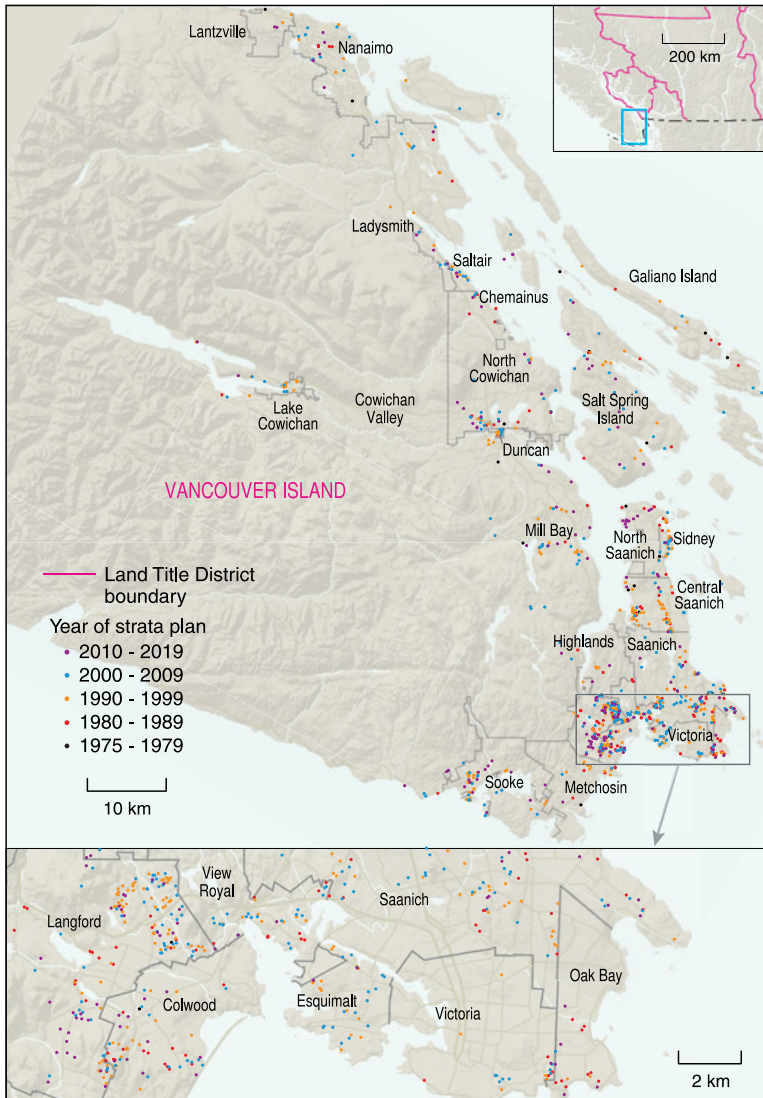 Lantzville
Nanaimo
200 km
Ladysmith
Saltair
Galiano Island
Chemainus
North
Cowichan
Lake
Cowichan
Cowichan
Valley
Salt Spring
Island
Duncan
VANCOUVER ISLAND
Mill Bay
North
Saanich
Sidney
Land Title District
boundary
Central
Saanich
Year of strata plan
2010 - 2019
2000 - 2009
1990 - 1999
1980 - 1989
1975 - 1979
Highlands
Saanich
Victoria
10 km
Sooke
Metchosin
View
Royal
Langford
Saanich
Oak Bay
Colwood
Esquimalt
Victoria
2 km